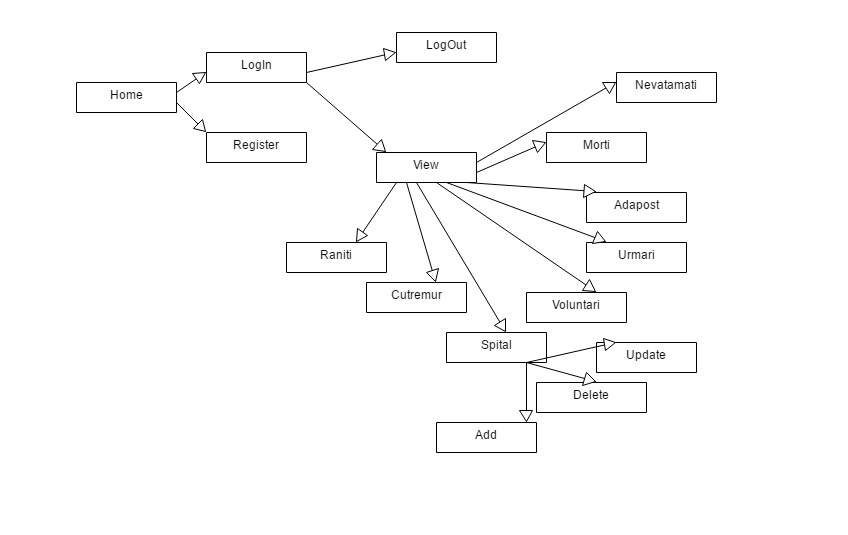 LogOut
LogIn
Home
Nevatamati
Register
Morti
View
Adapost
Raniti
Urmari
Cutremur
Voluntari
Spital
Update
Delete
Add